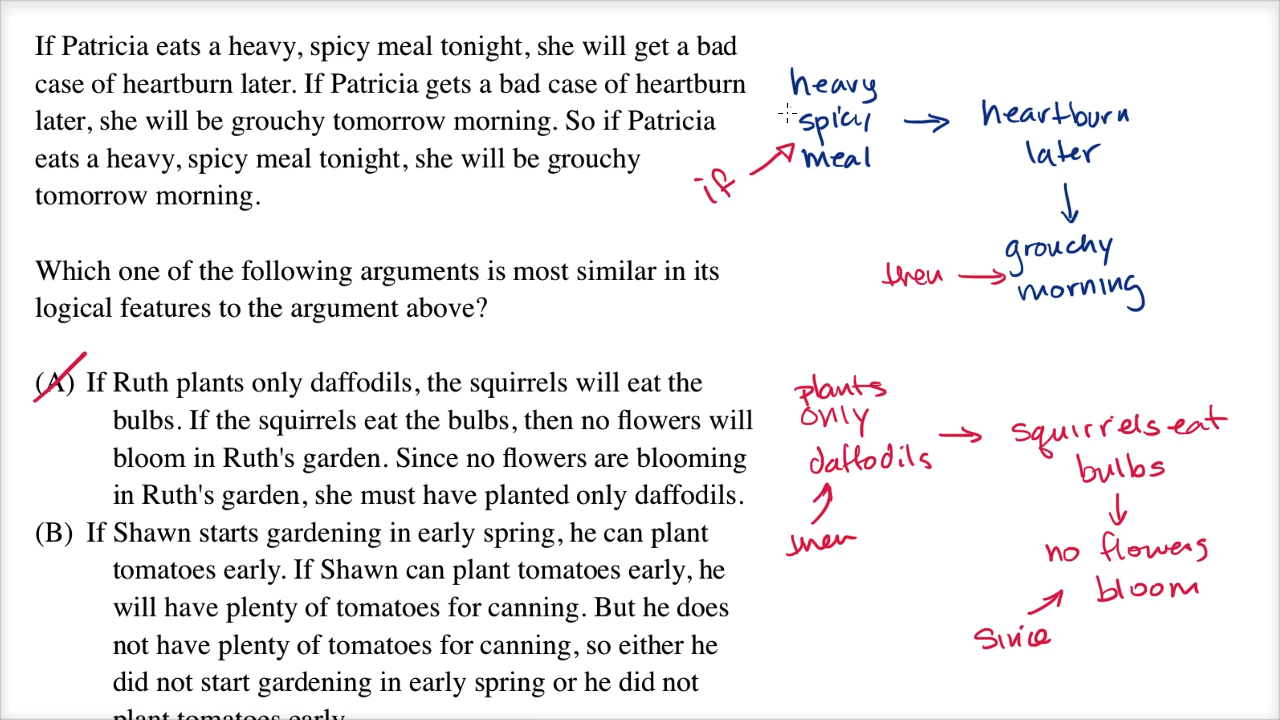 If Patricia eats a heavy, spicy meal tonight, she will get a bad
case of heartburn later. If Patricia gets a bad case of heartburn
later, she will be grouchy tomorrow morning. So if Patricia
eats a heavy, spicy meal tonight, she will be grouchy
tomorrow morning.
Which one of the following arguments is most similar in its
logical features to the argument above?
(A) If Ruth plants only daffodils, the squirrels will eat the
bulbs. If the squirrels eat the bulbs, then no flowers will
bloom in Ruth's garden. Since no flowers are blooming
in Ruth's garden, she must have planted only daffodils.
(B) If Shawn starts gardening in early spring, he can plant
tomatoes early. If Shawn can plant tomatoes early, he
will have plenty of tomatoes for canning. But he does
not have plenty of tomatoes for canning, so either he
did not start gardening in early spring or he did not
plant tomatoes early.
heavy
spicy
meal
if
heartburn
later
grouchy
morning
then
plants
only
daffodils
then
squirrels eat
bulbs
no flowers
bloom
since